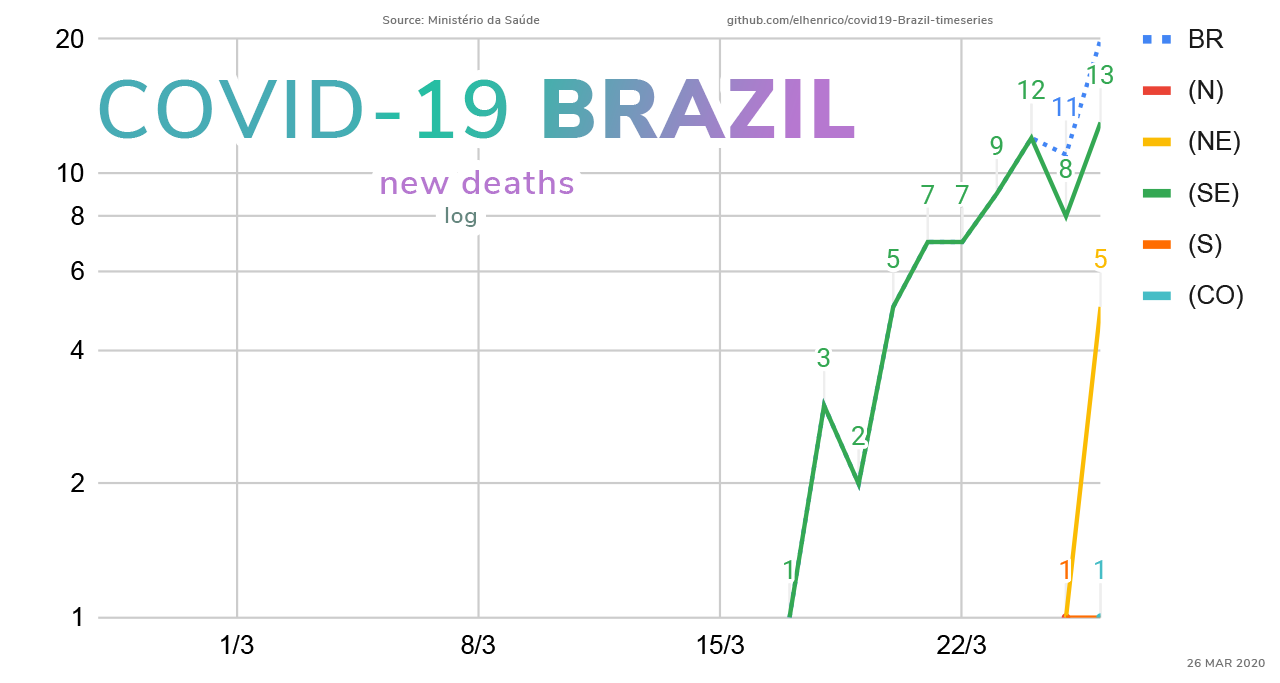 Source: Ministério da Saúde
github.com/elhenrico/covid19-Brazil-timeseries
COVID-19 BRAZIL
new deaths
log
20
10
8
6
4
2
1
1/3
8/3
15/3
22/3
1
3
2
5
7
7
9
12
11
8
13
5
1
1
BR
(N)
(NE)
(SE)
(S)
(CO)
26 MAR 2020